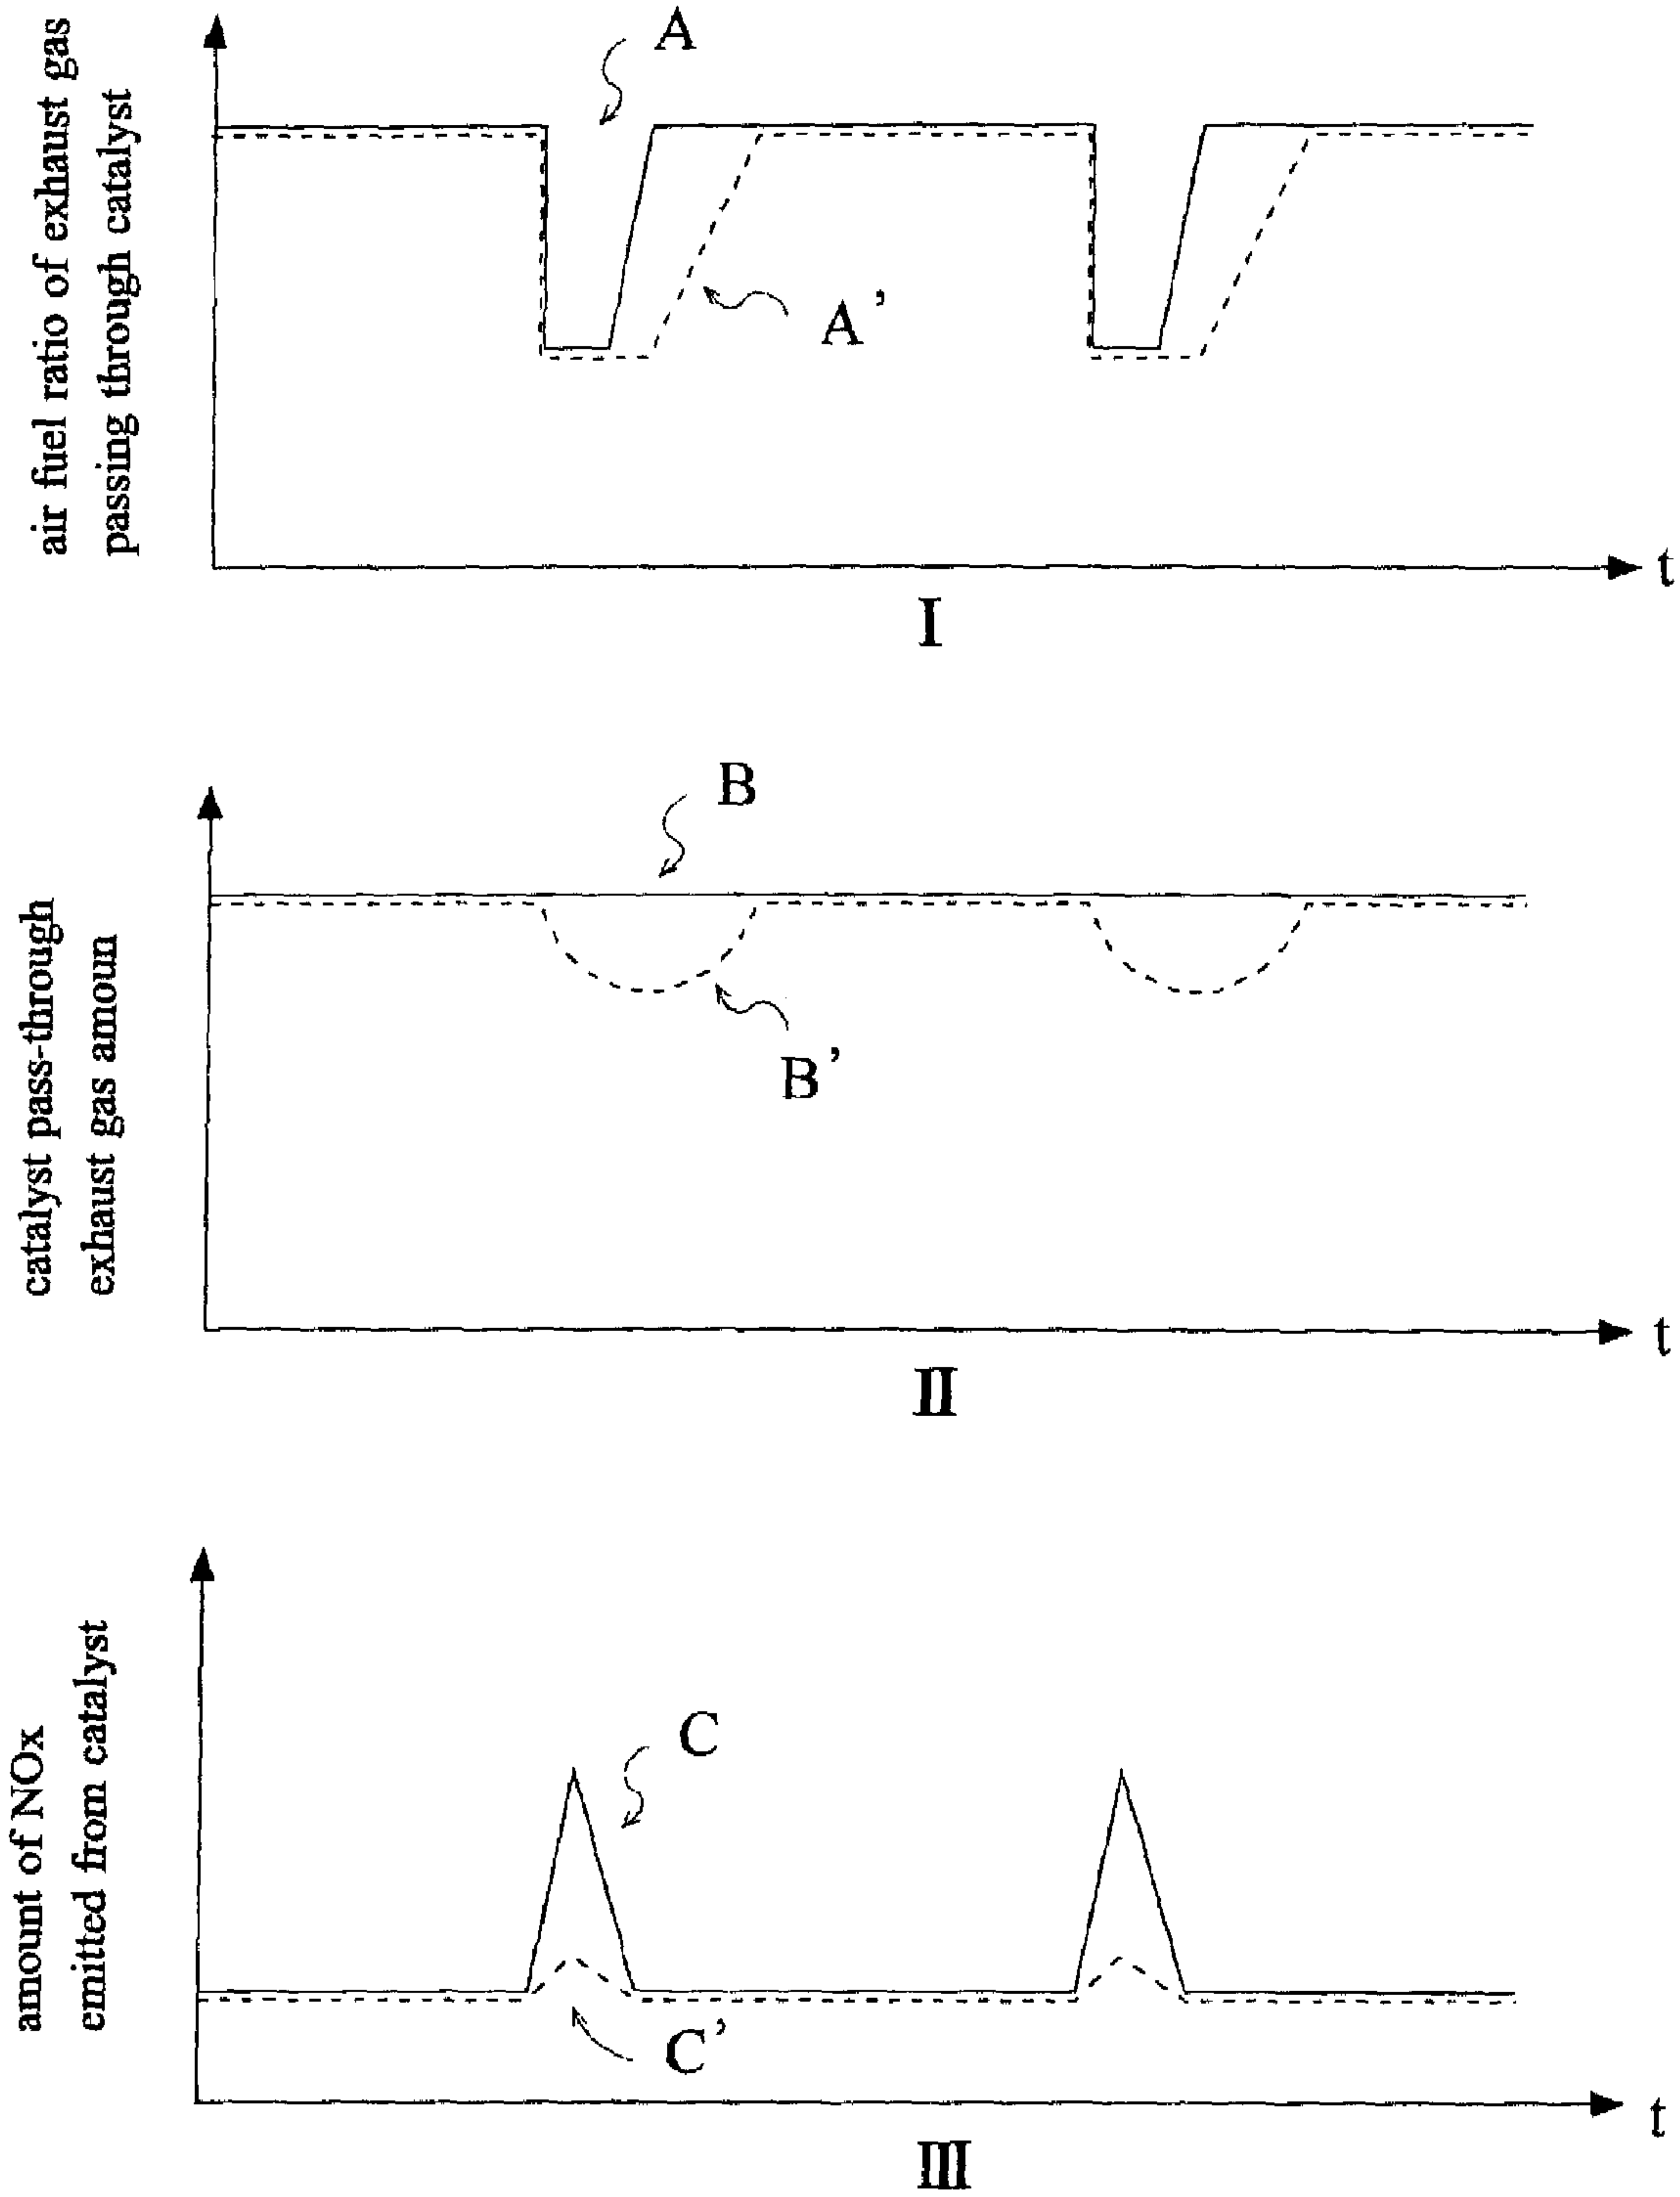 air fuel ratio of exhaust gas
passing through catalyst
A
A’
t
I
catalyst pass-through
exhaust gas amoun
B
B’
t
II
amount of NOx
emitted from catalyst
C
C’
t
III